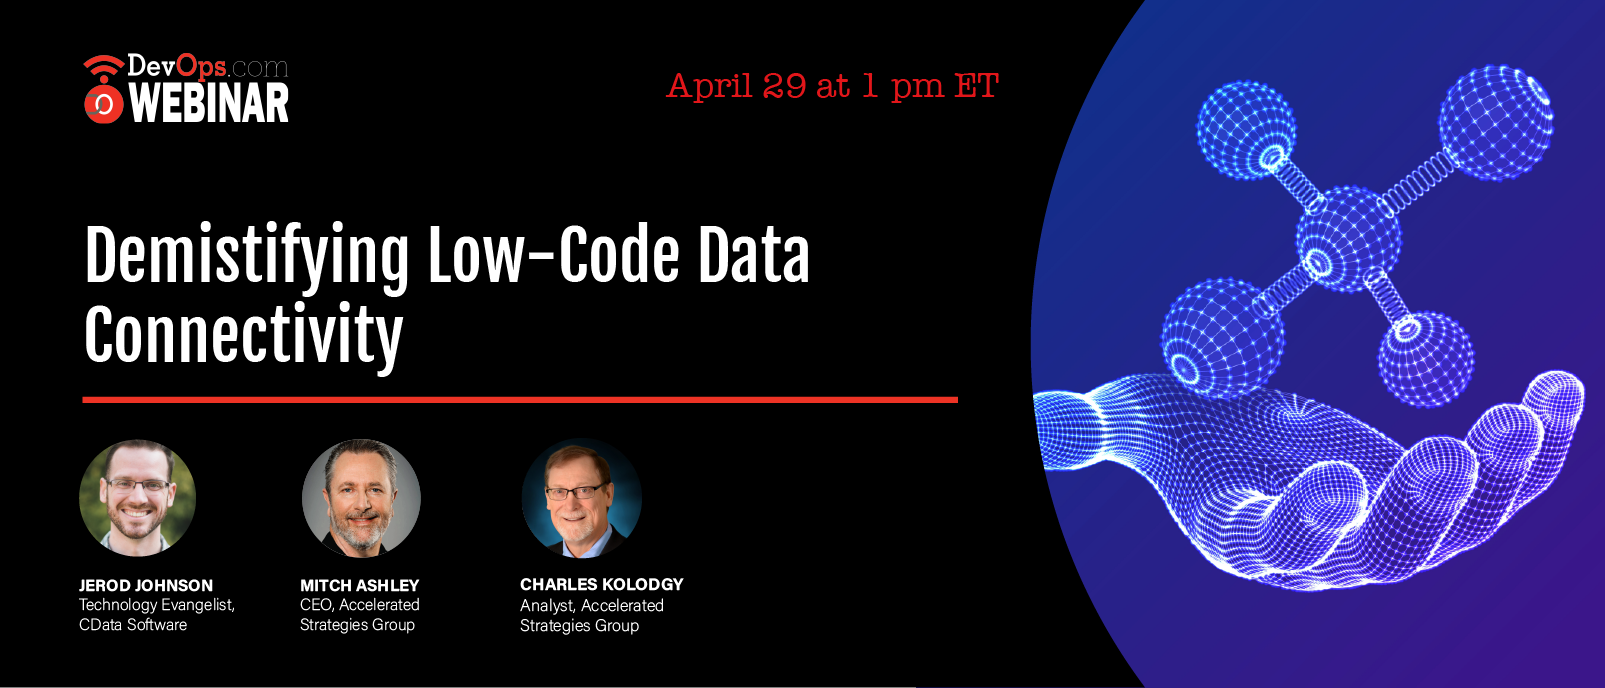 DevOps.com
WEBINAR
April 29 at 1 pm ET
Demistifying Low-Code Data
Connectivity
JEROD JOHNSON
Technology Evangelist,
CData Software
MITCH ASHLEY
CEO, Accelerated
Strategies Group
CHARLES KOLODGY
Analyst, Accelerated
Strategies Group